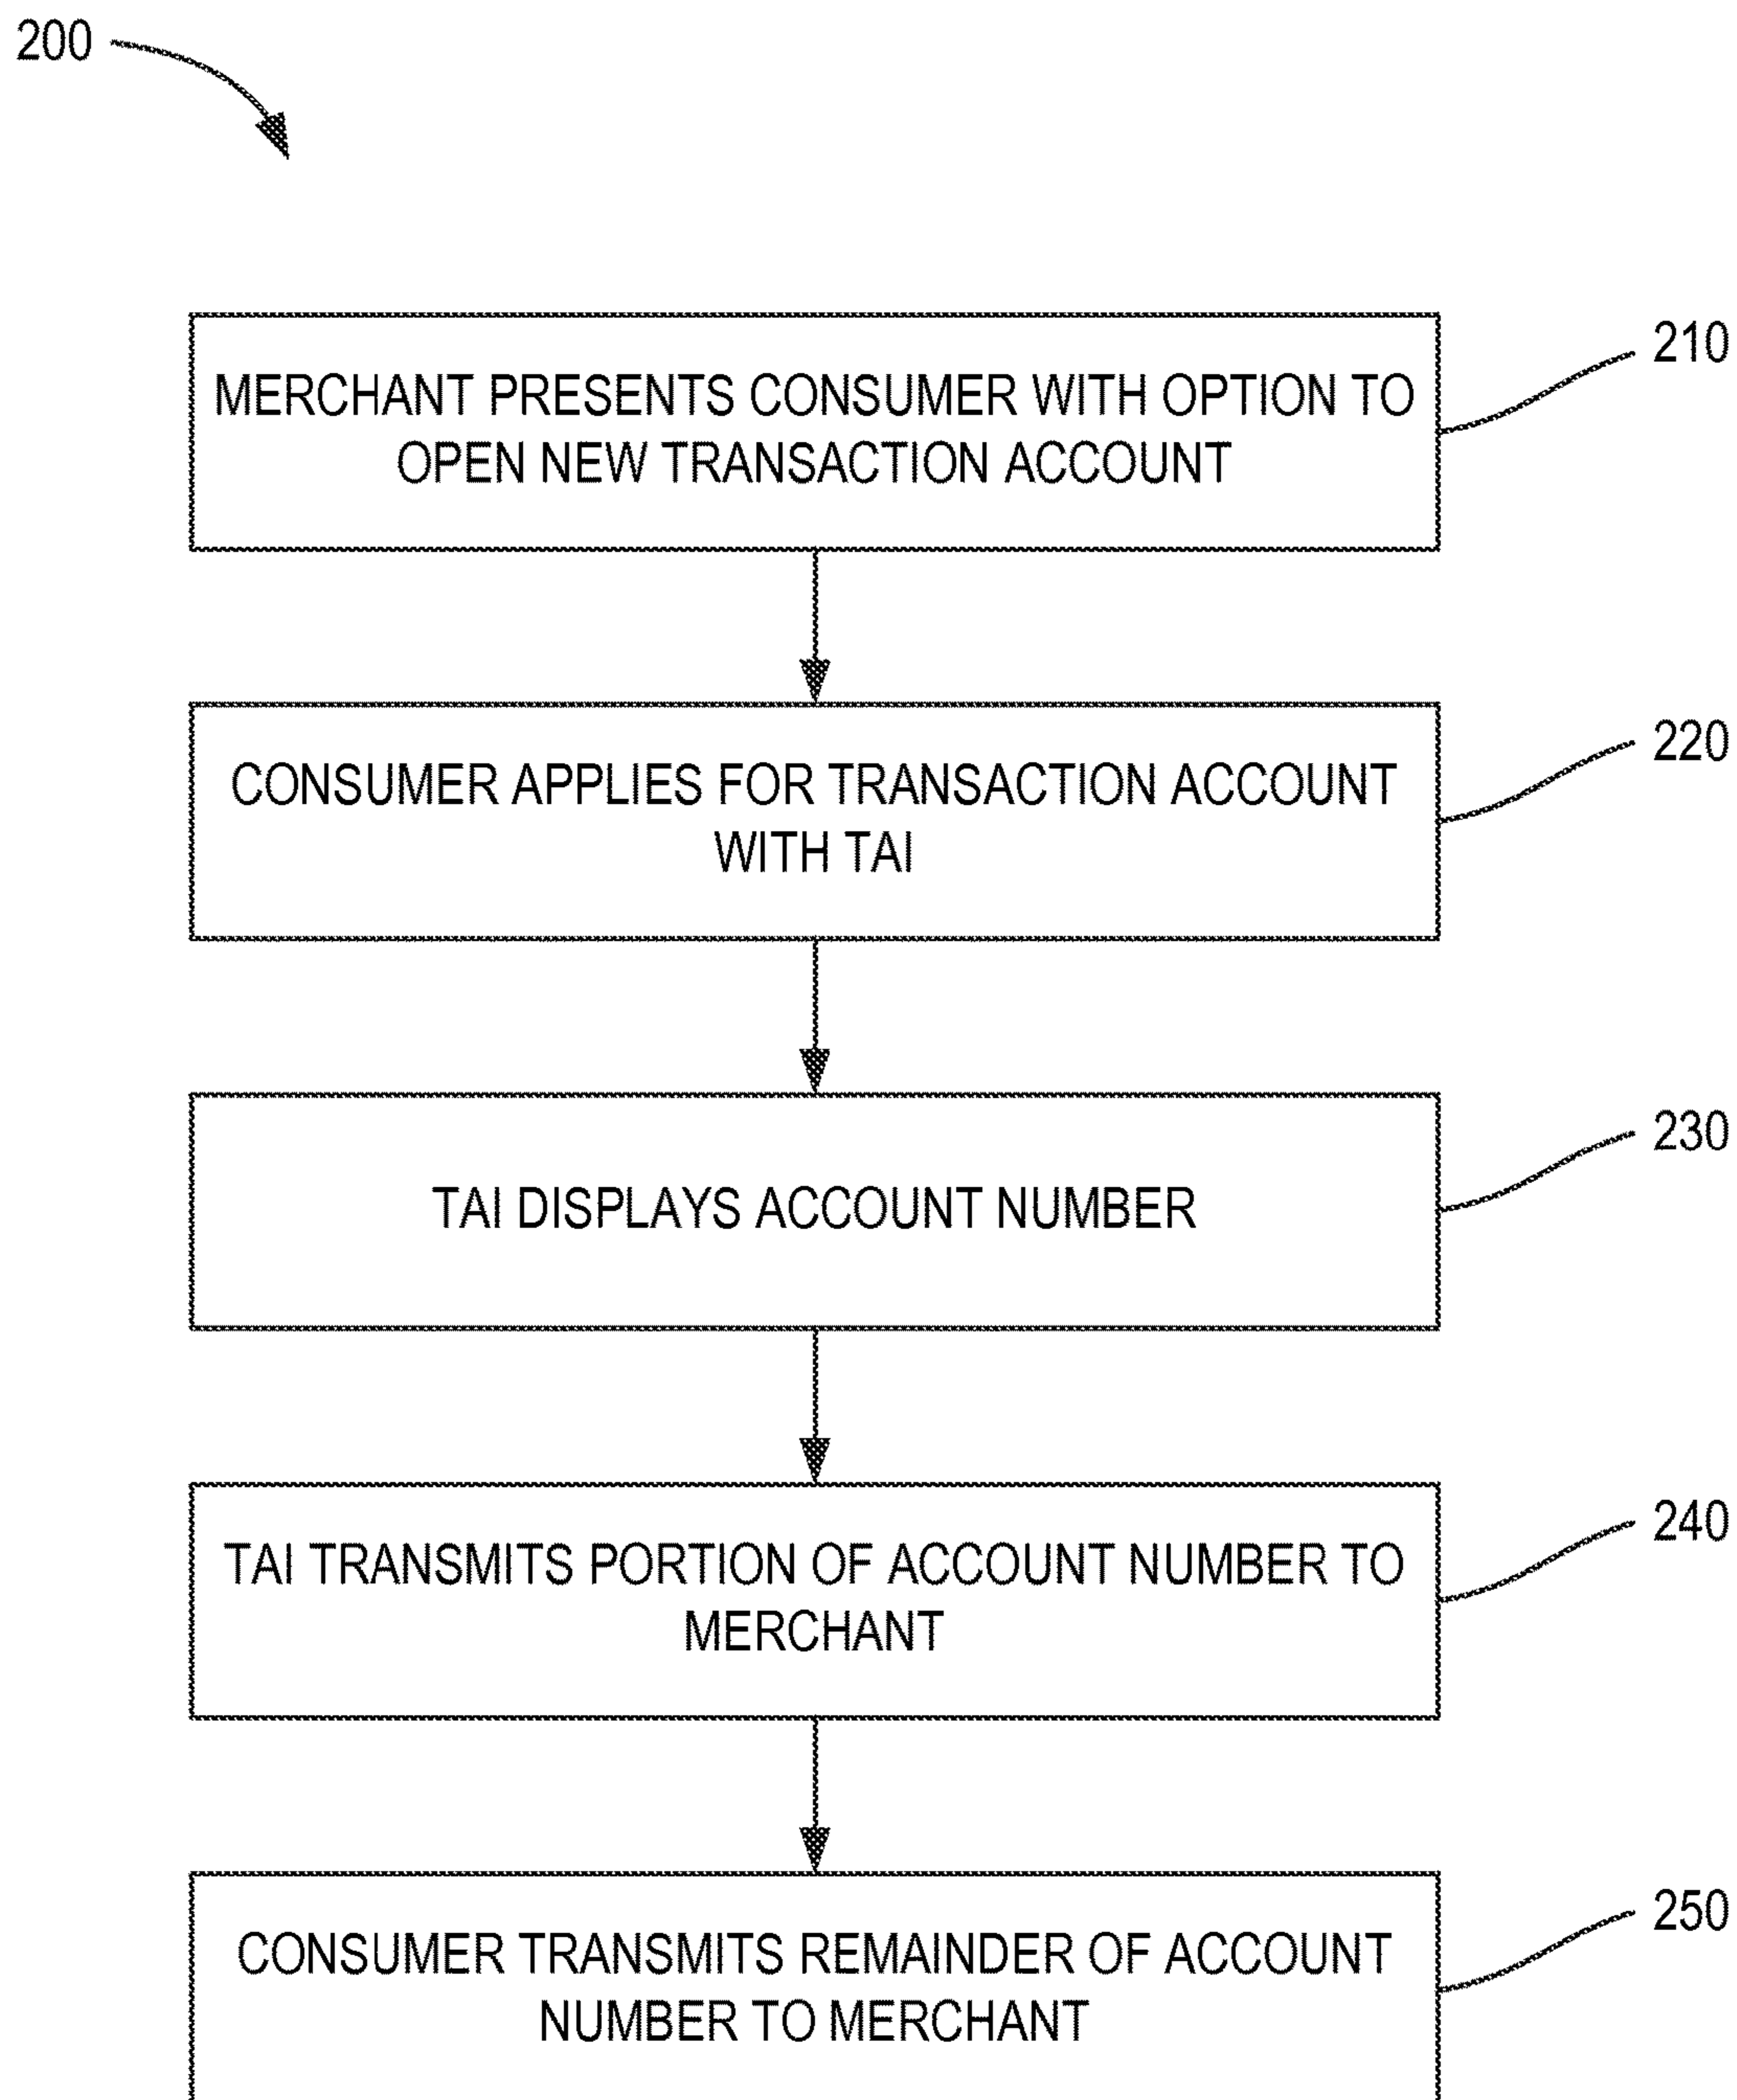 200
210
MERCHANT PRESENTS CONSUMER WITH OPTION TO
OPEN NEW TRANSACTION ACCOUNT
220
CONSUMER APPLIES FOR TRANSACTION ACCOUNT
WITH TAI
230
TAI DISPLAYS ACCOUNT NUMBER
240
TAI TRANSMITS PORTION OF ACCOUNT NUMBER TO
MERCHANT
250
CONSUMER TRANSMITS REMAINDER OF ACCOUNT
NUMBER TO MERCHANT